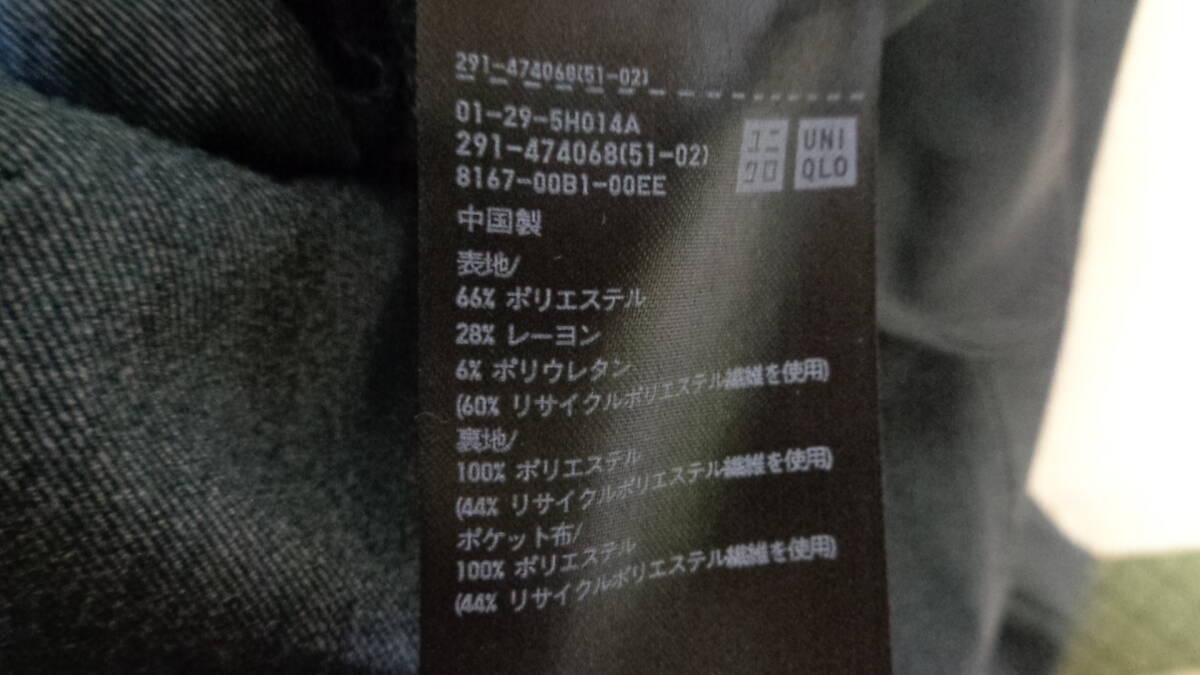 291-474068(51-02)
01-29-5H014A
291-474068(51-02)
8167-00B1-00EE
ユニ
クロ
UNI
QLO
中国製
表地/
66% ポリエステル
28% レーヨン
6% ポリウレタン
(60% リサイクルポリエステル繊維を使用)
裏地/
100% ポリエステル
(44% リサイクルポリエステル繊維を使用)
ポケット布/
100% ポリエステル
(44% リサイクルポリエステル繊維を使用)